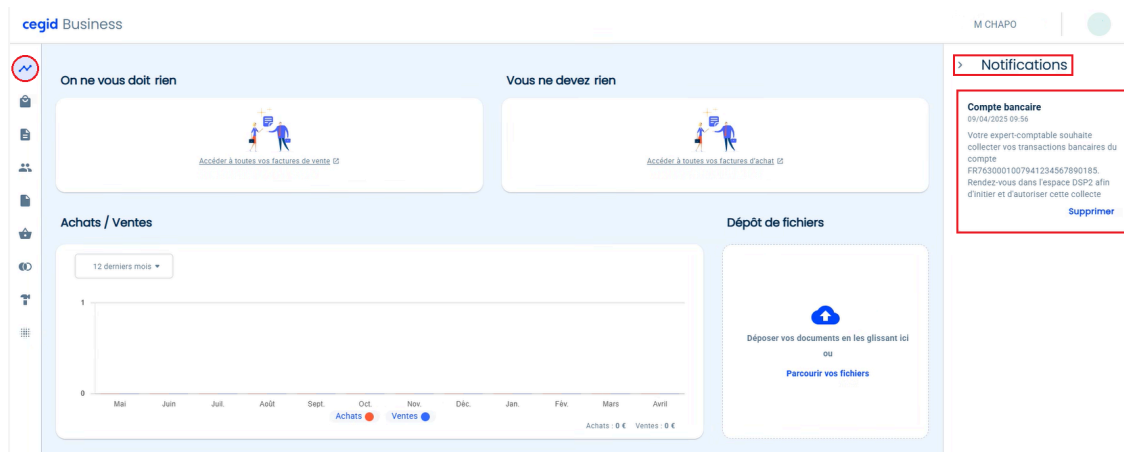 cegid Business
M CHAPO
On ne vous doit rien
Vous ne devez rien
Accéder à toutes vos factures de vente
Accéder à toutes vos factures d'achat
Achats / Ventes
Dépôt de fichiers
12 derniers mois
1
0
Mai Juin Juil. Août Sept. Oct. Nov. Déc. Jan. Fév. Mars Avril
Achats Ventes
Achats : 0 € Ventes : 0 €
Déposer vos documents en les glissant ici
ou
Parcourir vos fichiers
Notifications
Compte bancaire
09/04/2025 09:56
Votre expert-comptable souhaite
collecter vos transactions bancaires du
compte
FR7630001007941234567890185.
Rendez-vous dans l'espace DSP2 afin
d'initier et d'autoriser cette collecte
Supprimer